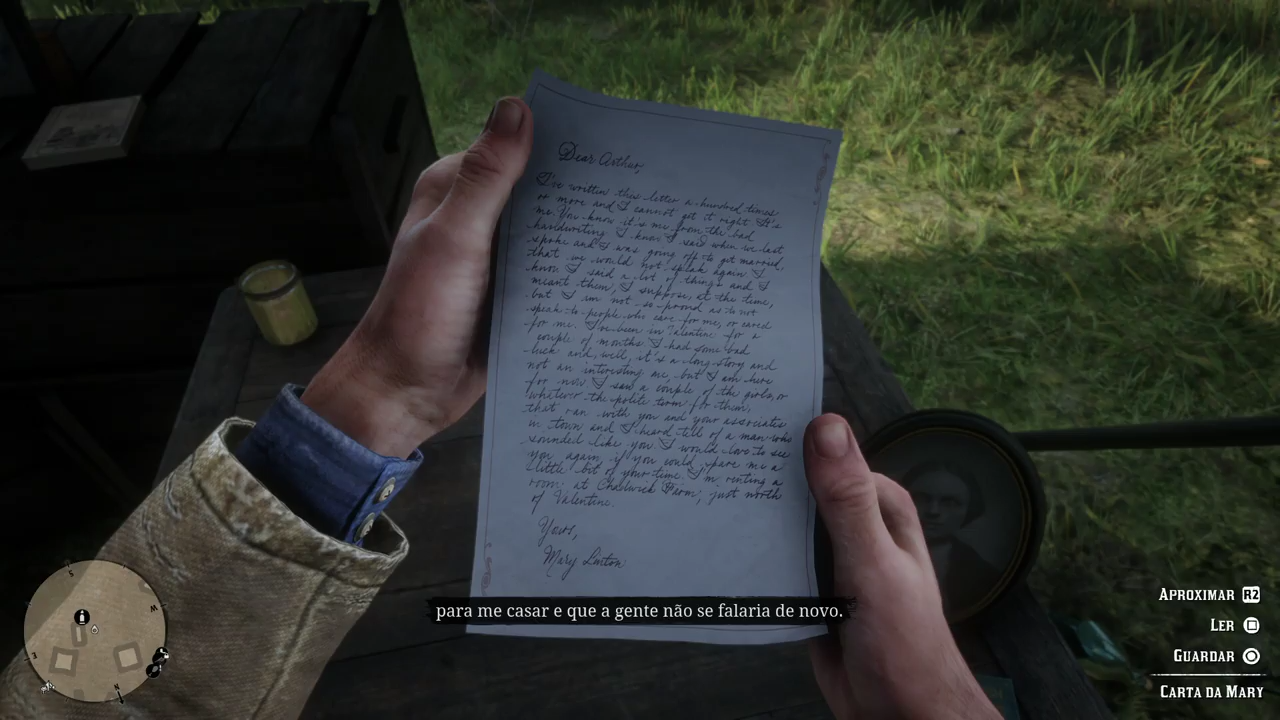 Dear Arthur,
I've written this letter a hundred times
or more and I cannot get it right. It's
me. You know it's me from the bad
handwriting. I know I said when we last
spoke and I was going off to get married,
that we would not speak again. I
know I said a lot of things and I
meant them, I suppose, at the time,
but I am not so proud as to not
speak to people who care for me, or cared
for me. I've been in Valentine for a
couple of months. I had some bad
luck and, well, it's a long story and
not an interesting one, but I am here
for now. I saw a couple of the girls, or
whatever the polite term for them,
that ran with you and your associates
in town and I heard tell of a man who
sounded like you. I would love to see
you again, if you could spare me a
little bit of your time. I'm renting a
room at Chadwick Farm, just north
of Valentine.
Yours,
Mary Linton
para me casar e que a gente não se falaria de novo.
APROXIMAR R2
LER
GUARDAR
CARTA DA MARY
S
W
E
N